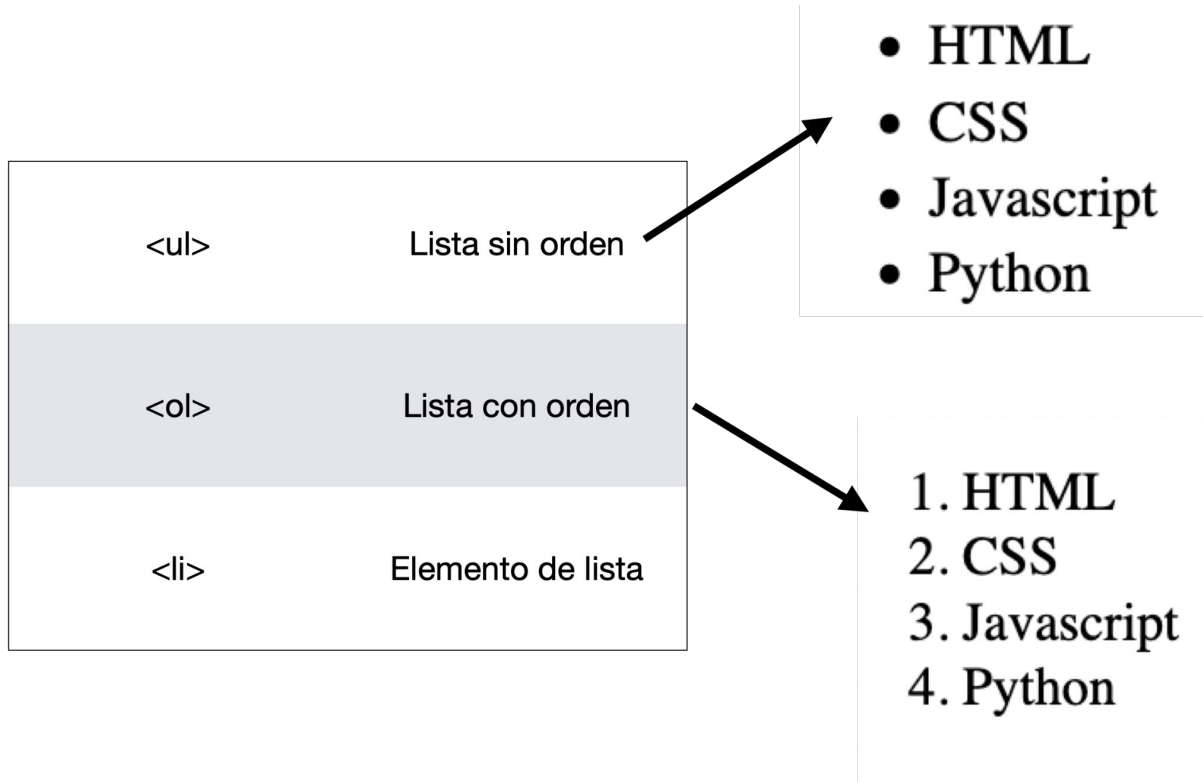 • HTML
• CSS
• Javascript
• Python
<ul> Lista sin orden
<ol> Lista con orden
<li> Elemento de lista
1. HTML
2. CSS
3. Javascript
4. Python